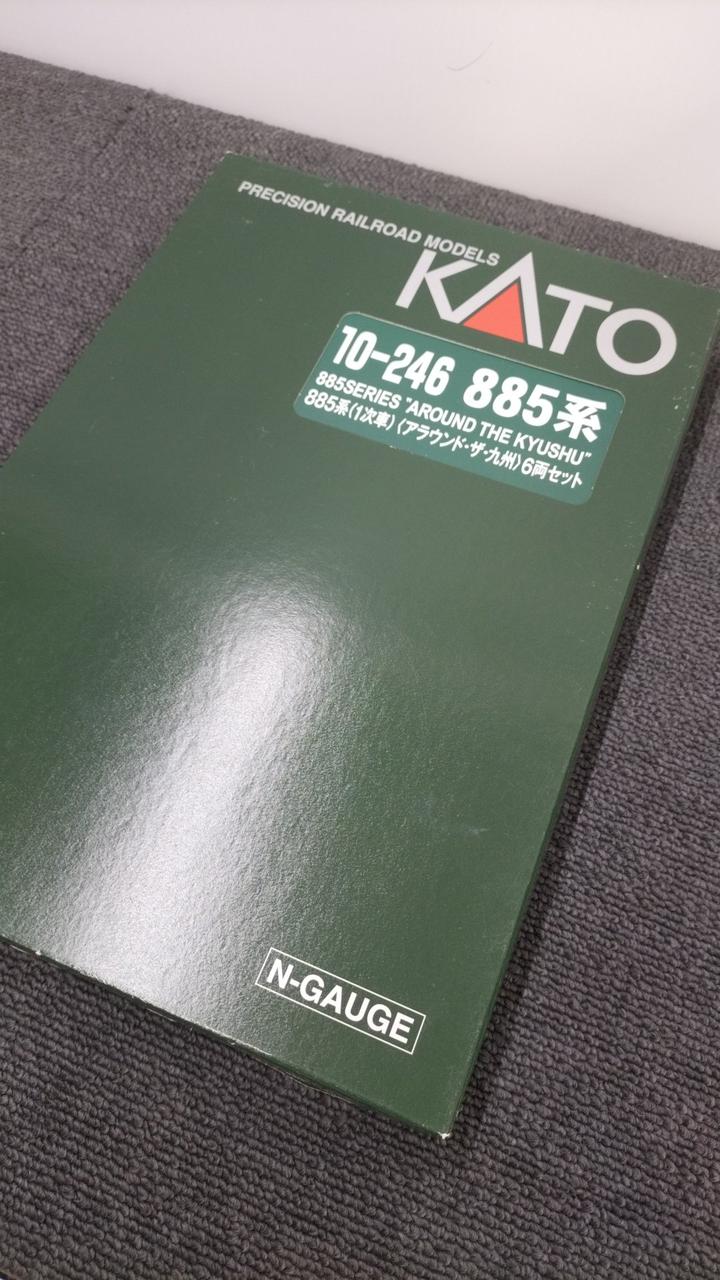 PRECISION RAILROAD MODELS
KATO
10-246 885系
885SERIES "AROUND THE KYUSHU"
885系(1次車)〈アラウンド・ザ・九州〉6両セット
N-GAUGE